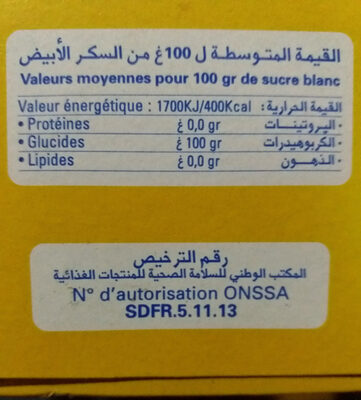 القيمة المتوسطة ل 100 غ من السكر الأبيض
Valeurs moyennes pour 100 gr de sucre blanc
Valeur énergétique : 1700KJ/400Kcal القيمة الحرارية :
• Protéines غ 0,0 gr البروتينات •
• Glucides غ 100 gr الكربوهيدرات •
• Lipides غ 0,0 gr الذهون •
رقم الترخيص
المكتب الوطني للسلامة الصحية للمنتجات الغذائية
N° d'autorisation ONSSA
SDFR.5.11.13